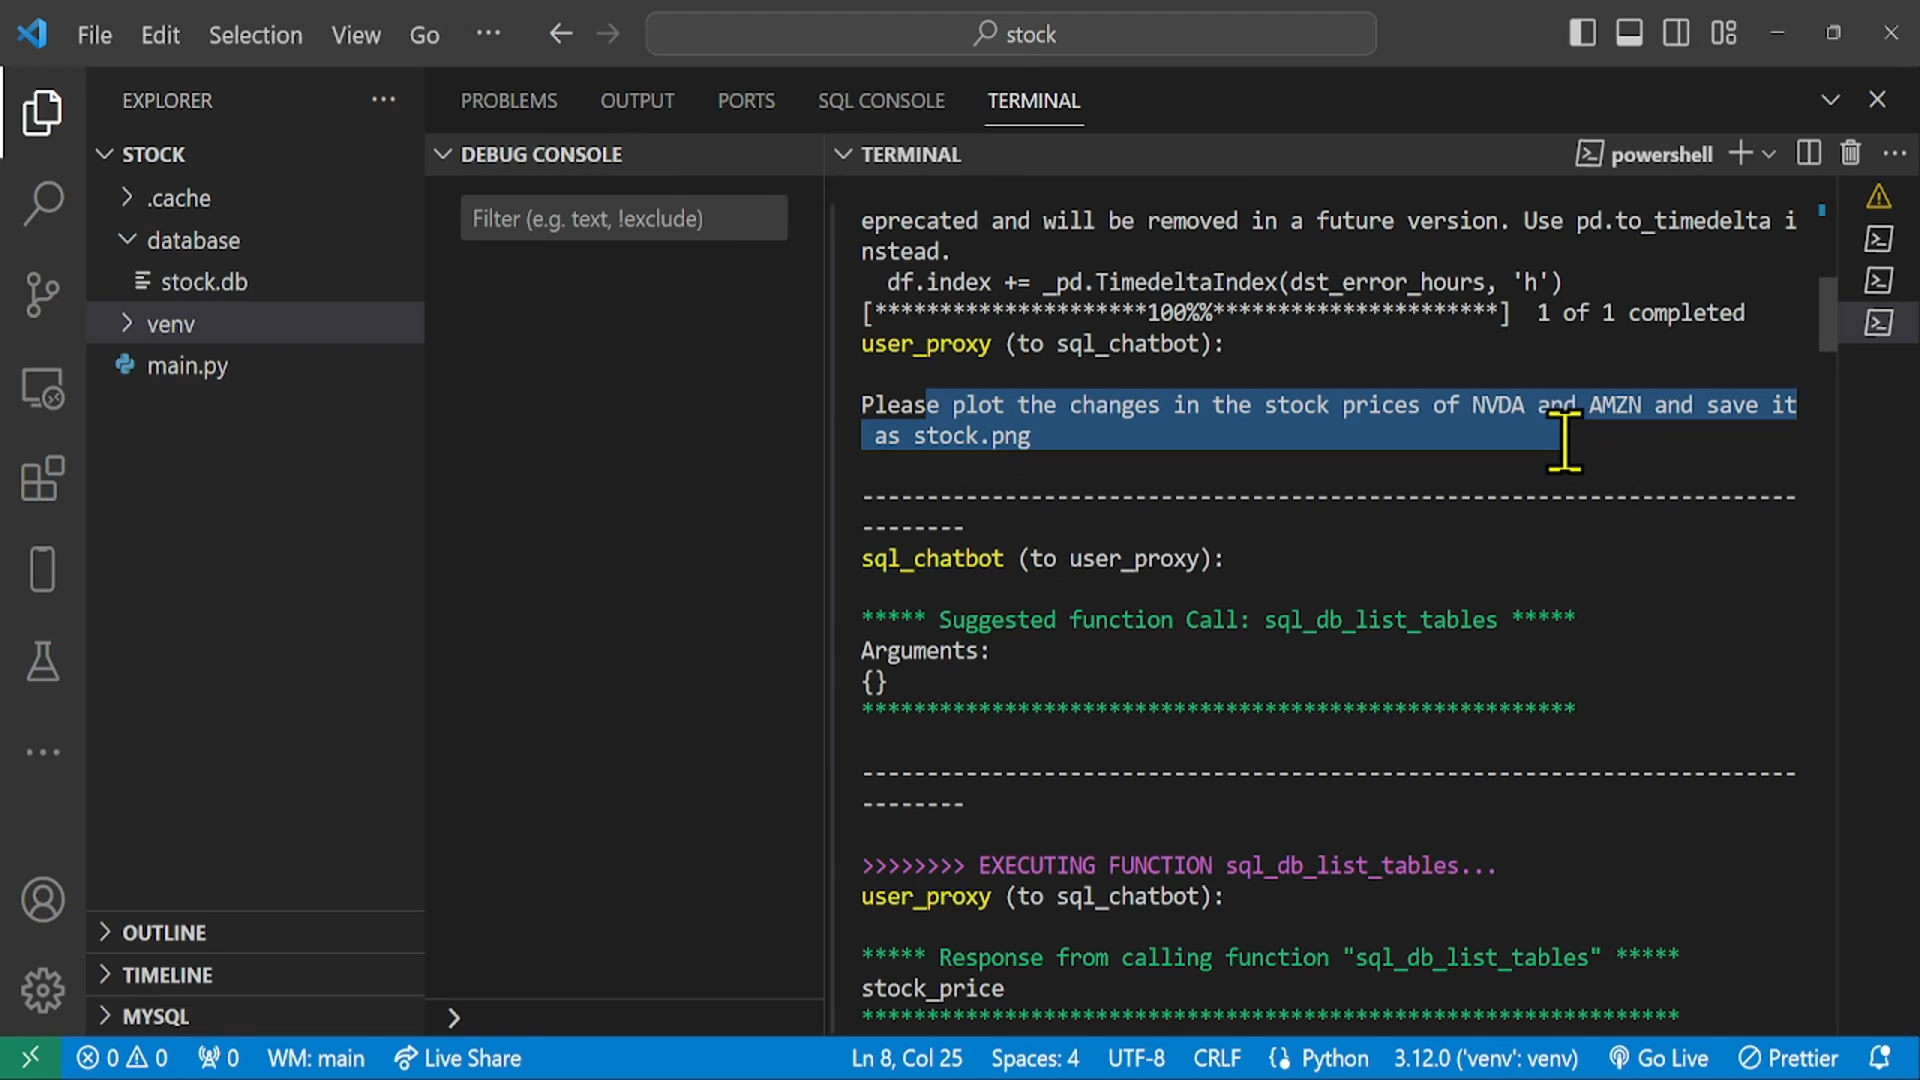 File Edit Selection View Go ... stock
EXPLORER ...
PROBLEMS OUTPUT PORTS SQL CONSOLE TERMINAL
STOCK
.cache
database
stock.db
venv
main.py
OUTLINE
TIMELINE
MYSQL
DEBUG CONSOLE
Filter (e.g. text, !exclude)
TERMINAL
powershell
eprecated and will be removed in a future version. Use pd.to_timedelta i
nstead.
df.index += _pd.TimedeltaIndex(dst_error_hours, 'h')
[**********************100%%**********************]  1 of 1 completed
user_proxy (to sql_chatbot):
Please plot the changes in the stock prices of NVDA and AMZN and save it
as stock.png
------------------------------------------------------------------------
--------
sql_chatbot (to user_proxy):
***** Suggested function Call: sql_db_list_tables *****
Arguments:
{}
*******************************************************
------------------------------------------------------------------------
--------
>>>>>>>> EXECUTING FUNCTION sql_db_list_tables...
user_proxy (to sql_chatbot):
***** Response from calling function "sql_db_list_tables" *****
stock_price
***************************************************************
0 0 0 WM: main Live Share Ln 8, Col 25 Spaces: 4 UTF-8 CRLF Python 3.12.0 ('venv': venv) Go Live Prettier